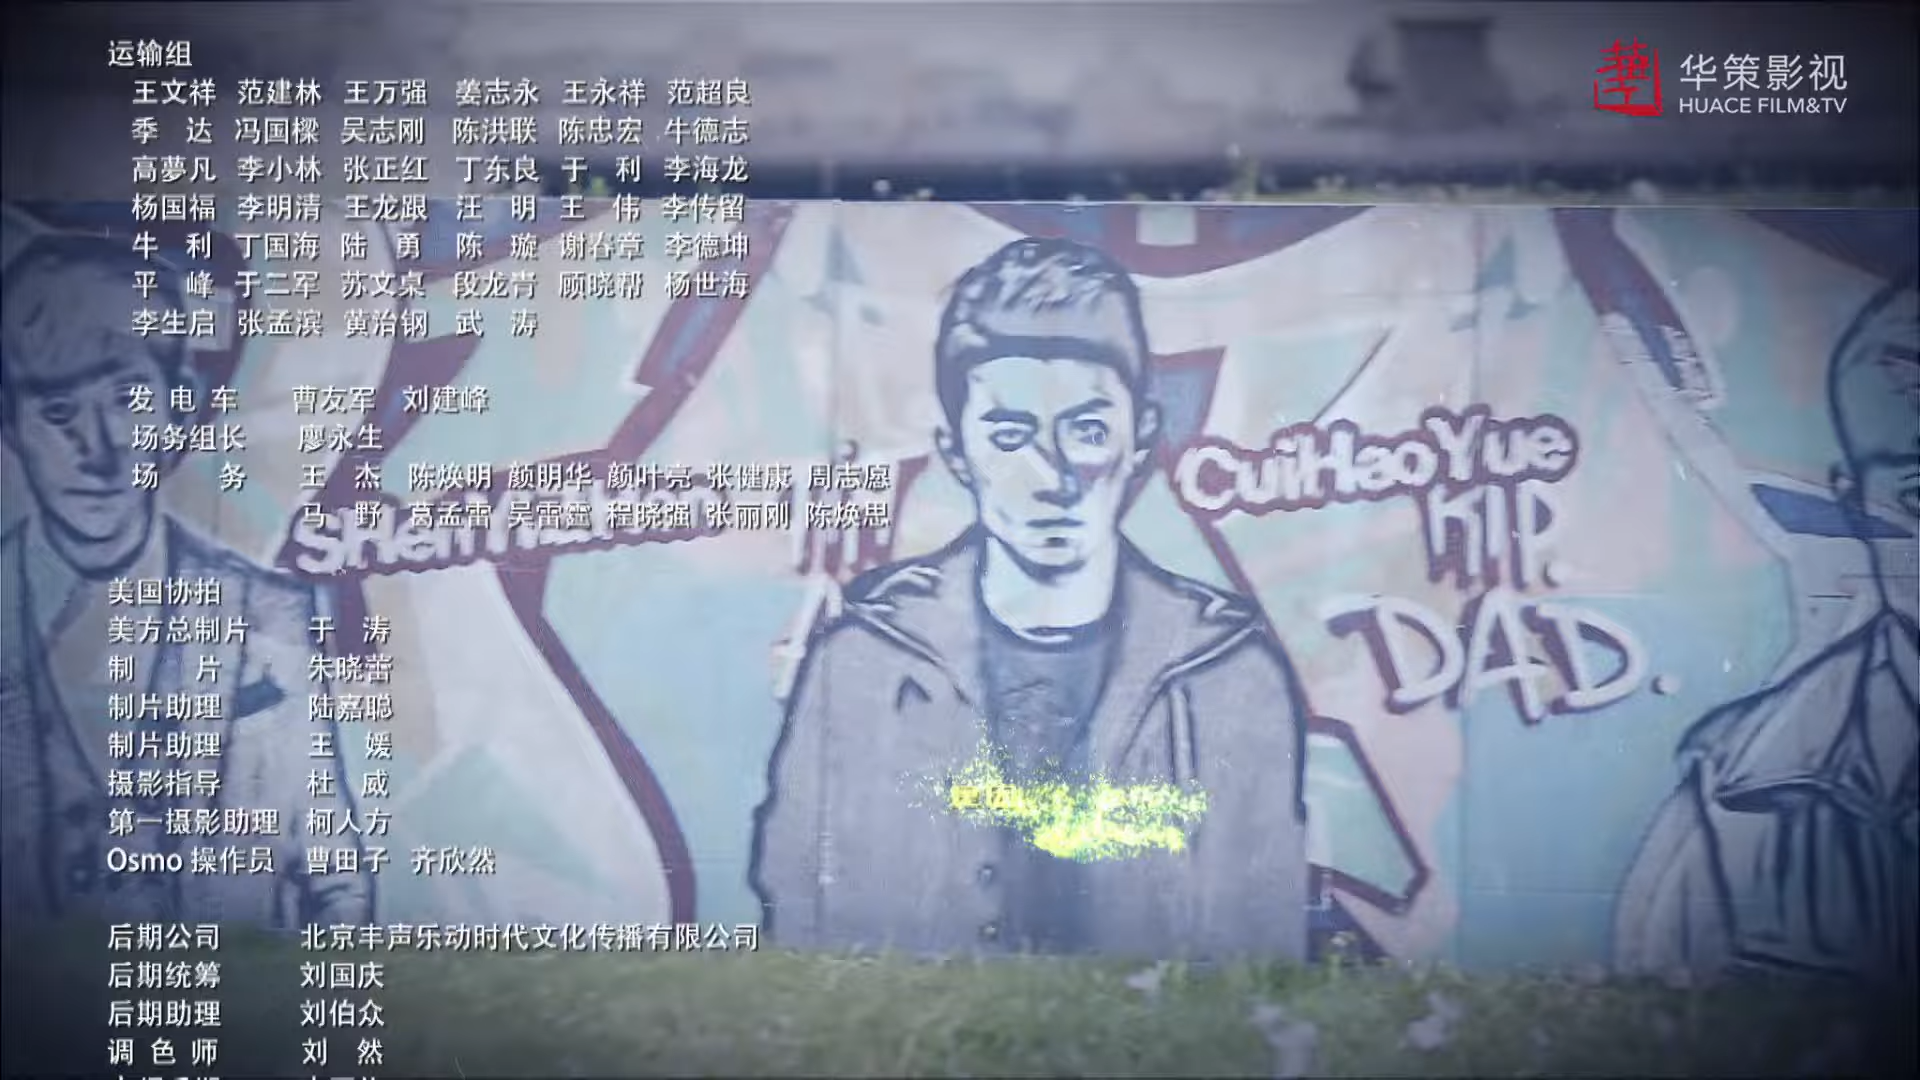 运输组
王文祥 范建林 王万强 姜志永 王永祥 范超良
季 达 冯国樑 吴志刚 陈洪联 陈忠宏 牛德志
高夢凡 李小林 张正红 丁东良 于 利 李海龙
杨国福 李明清 王龙跟 汪 明 王 伟 李传留
牛 利 丁国海 陆 勇 陈 璇 谢春章 李德坤
平 峰 于二军 苏文桌 段龙岩 顾晓帮 杨世海
李生启 张孟滨 黄治钢 武 涛
发电车 曹友军 刘建峰
场务组长 廖永生
场 务 王 杰 陈焕明 颜明华 颜叶亮 张健康 周志愿
马 野 葛孟雷 吴雷霆 程晓强 张丽刚 陈焕思
美国协拍
美方总制片 于 涛
制 片 朱晓蕾
制片助理 陆嘉聪
制片助理 王 媛
摄影指导 杜 威
第一摄影助理 柯人方
Osmo 操作员 曹田子 齐欣然
后期公司 北京丰声乐动时代文化传播有限公司
后期统筹 刘国庆
后期助理 刘伯众
调色师 刘 然
华策影视
HUACE FILM&TV
CuiHaoYue
KIP.
DAD.